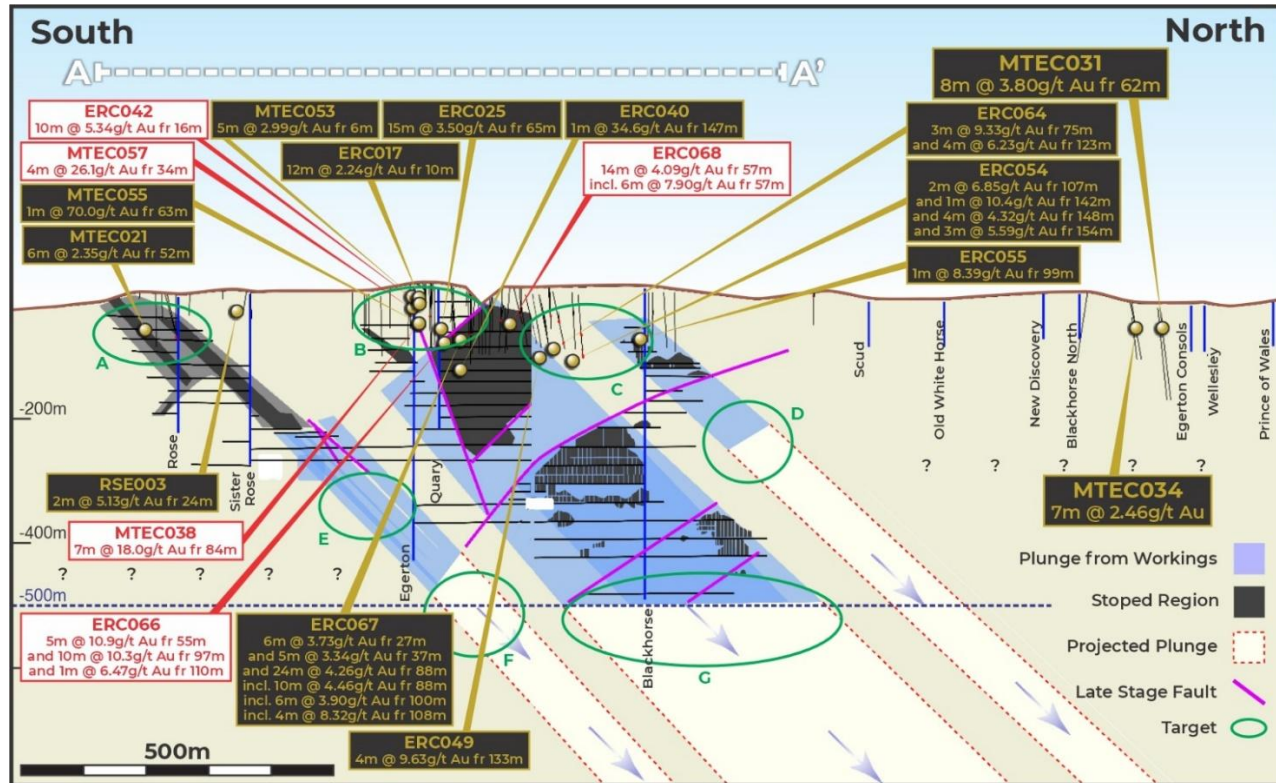 South
North
A
A'
MTEC031
8m @ 3.80g/t Au fr 62m
ERC042
10m @ 5.34g/t Au fr 16m
MTEC053
5m @ 2.99g/t Au fr 6m
ERC025
15m @ 3.50g/t Au fr 65m
ERC040
1m @ 34.6g/t Au fr 147m
ERC064
3m @ 9.33g/t Au fr 75m
and 4m @ 6.23g/t Au fr 123m
MTEC057
4m @ 26.1g/t Au fr 34m
ERC017
12m @ 2.24g/t Au fr 10m
ERC068
14m @ 4.09g/t Au fr 57m
incl. 6m @ 7.90g/t Au fr 57m
ERC054
2m @ 6.85g/t Au fr 107m
and 1m @ 10.4g/t Au fr 142m
and 4m @ 4.32g/t Au fr 148m
and 3m @ 5.59g/t Au fr 154m
MTEC055
1m @ 70.0g/t Au fr 63m
MTEC021
6m @ 2.35g/t Au fr 52m
ERC055
1m @ 8.39g/t Au fr 99m
A
B
C
D
E
F
G
-200m
-400m
-500m
Rose
Sister
Rose
Egerton
Quary
Blackhorse
Scud
Old White Horse
New Discovery
Blackhorse North
Egerton Consols
Wellesley
Prince of Wales
? ? ? ? ? ?
? ? ? ?
RSE003
2m @ 5.13g/t Au fr 24m
MTEC034
7m @ 2.46g/t Au
MTEC038
7m @ 18.0g/t Au fr 84m
ERC066
5m @ 10.9g/t Au fr 55m
and 10m @ 10.3g/t Au fr 97m
and 1m @ 6.47g/t Au fr 110m
ERC067
6m @ 3.73g/t Au fr 27m
and 5m @ 3.34g/t Au fr 37m
and 24m @ 4.26g/t Au fr 88m
incl. 10m @ 4.46g/t Au fr 88m
incl. 6m @ 3.90g/t Au fr 100m
incl. 4m @ 8.32g/t Au fr 108m
ERC049
4m @ 9.63g/t Au fr 133m
Plunge from Workings
Stoped Region
Projected Plunge
Late Stage Fault
Target
500m